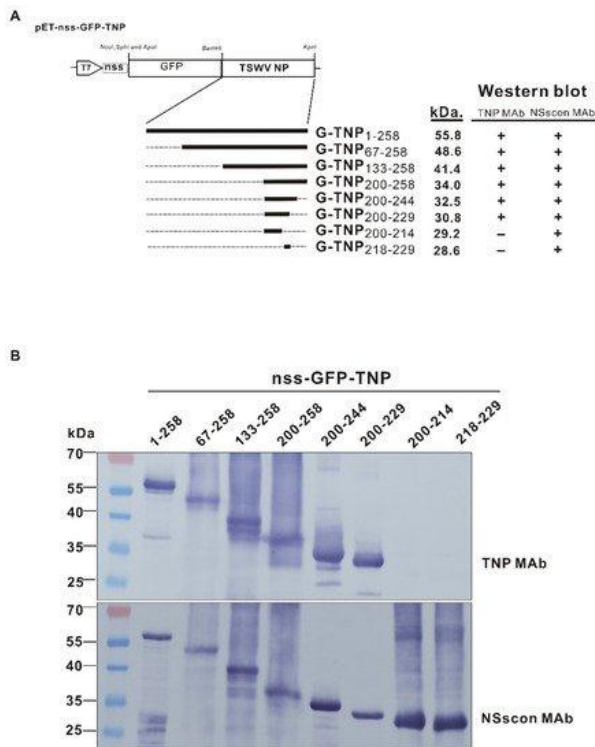 A
pET-nss-GFP-TNP
NcoI, SphI and ApaI BamHI KpnI
T7 nss GFP TSWV NP
Western blot
kDa. TNP MAb NSscon MAb
G-TNP1-258 55.8 + +
G-TNP67-258 48.6 + +
G-TNP133-258 41.4 + +
G-TNP200-258 34.0 + +
G-TNP200-244 32.5 + +
G-TNP200-229 30.8 + +
G-TNP200-214 29.2 – +
G-TNP218-229 28.6 – +
B
nss-GFP-TNP
kDa 1-258 67-258 133-258 200-258 200-244 200-229 200-214 218-229
70
55
40
35
25
TNP MAb
70
55
40
35
25
NSscon MAb